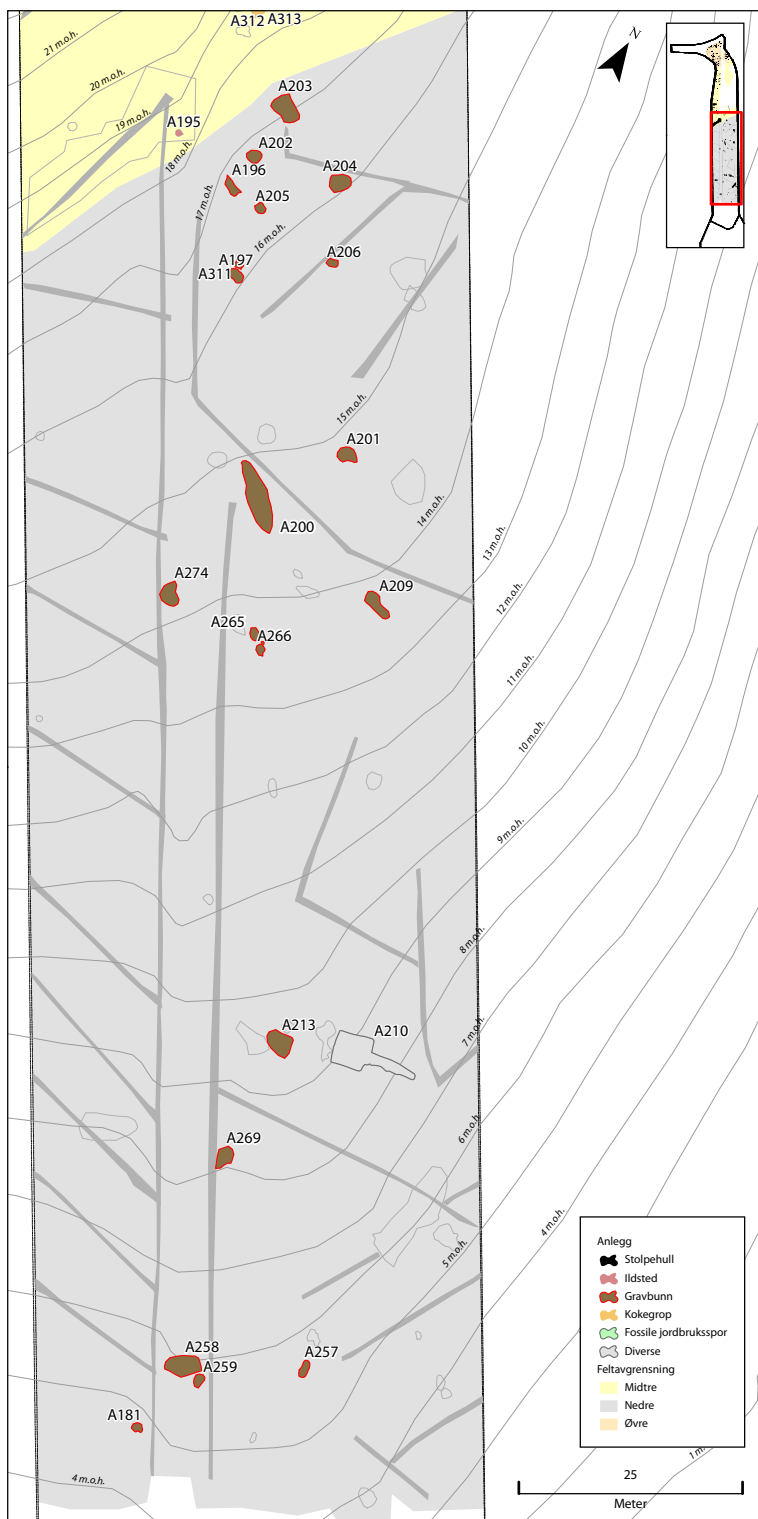 A312 A313
N
21 m.o.h.
20 m.o.h.
A203
19 m.o.h.
A195
18 m.o.h.
A202
A196
A204
17 m.o.h.
A205
16 m.o.h.
A197
A206
A311
15 m.o.h.
A201
14 m.o.h.
A200
13 m.o.h.
A274
A209
12 m.o.h.
A265
A266
11 m.o.h.
10 m.o.h.
9 m.o.h.
8 m.o.h.
A213
A210
7 m.o.h.
6 m.o.h.
A269
4 m.o.h.
5 m.o.h.
Anlegg
Stolpehull
Ildsted
Gravbunn
Kokegrop
Fossile jordbruksspor
Diverse
Feltavgrensning
Midtre
Nedre
Øvre
A258
A259
A257
A181
1 m.o.h.
4 m.o.h.
25
Meter